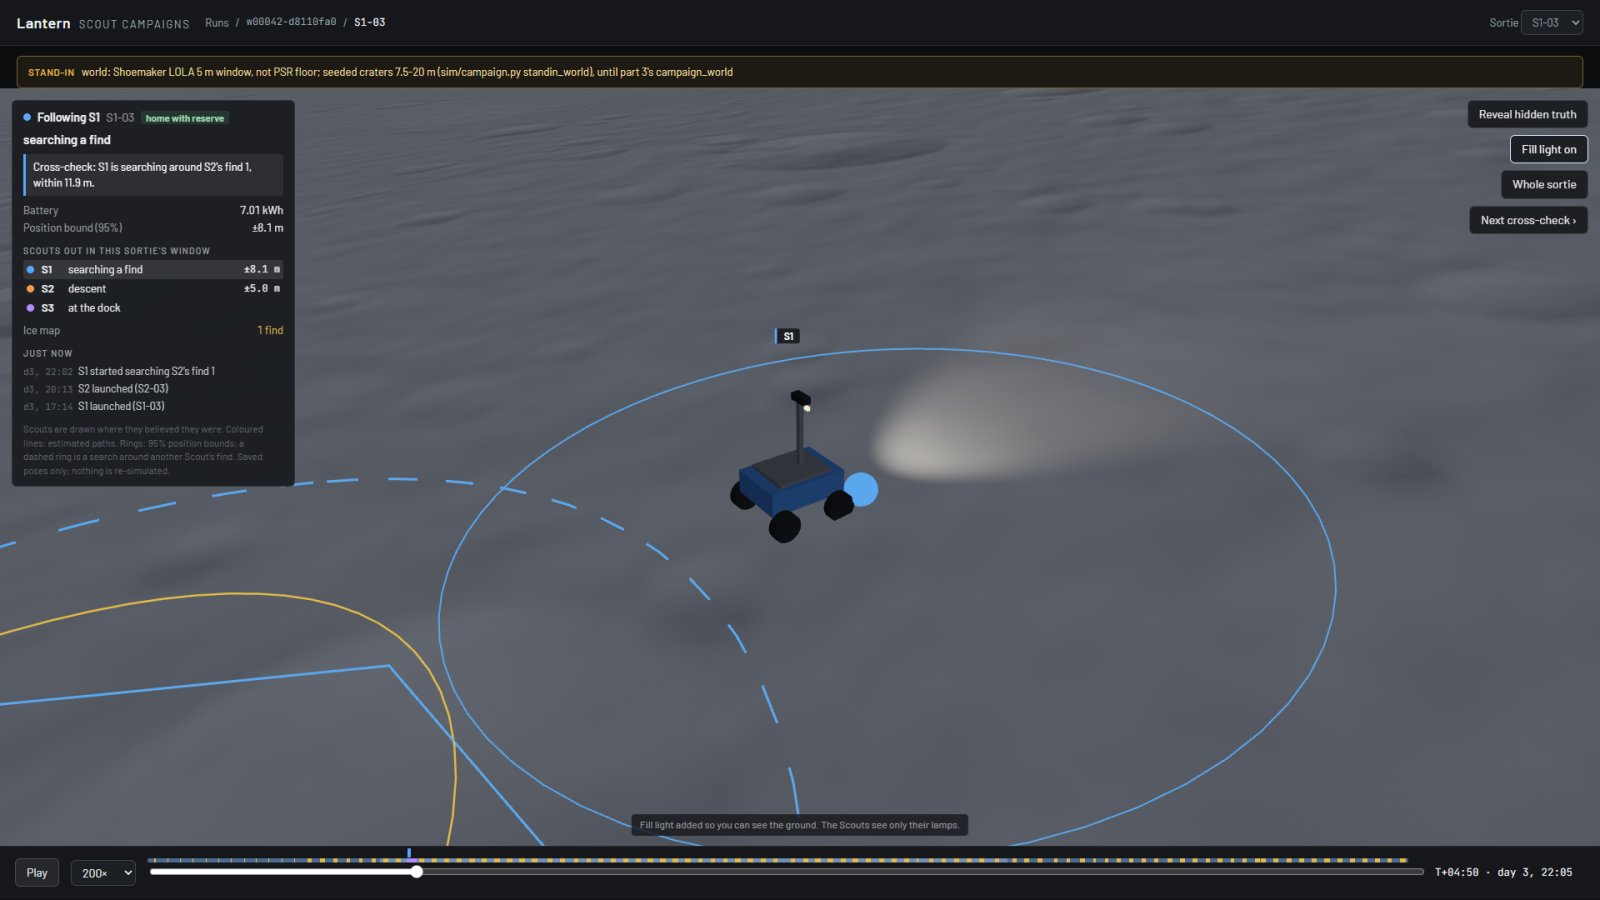 Lantern SCOUT CAMPAIGNS Runs / w00042-d8110fa0 / S1-03
Sortie S1-03
STAND-IN world: Shoemaker LOLA 5 m window, not PSR floor; seeded craters 7.5-20 m (sim/campaign.py standin_world), until part 3's campaign_world
Following S1 S1-03 home with reserve
searching a find
Cross-check: S1 is searching around S2's find 1,
within 11.9 m.
Battery 7.01 kWh
Position bound (95%) ±8.1 m
SCOUTS OUT IN THIS SORTIE'S WINDOW
S1 searching a find ±8.1 m
S2 descent ±5.0 m
S3 at the dock
Ice map 1 find
JUST NOW
d3, 22:02 S1 started searching S2's find 1
d3, 20:13 S2 launched (S2-03)
d3, 17:14 S1 launched (S1-03)
Scouts are drawn where they believed they were. Coloured
lines: estimated paths. Rings: 95% position bounds; a
dashed ring is a search around another Scout's find. Saved
poses only; nothing is re-simulated.
Reveal hidden truth
Fill light on
Whole sortie
Next cross-check ›
S1
Fill light added so you can see the ground. The Scouts see only their lamps.
Play 200× T+04:50 · day 3, 22:05